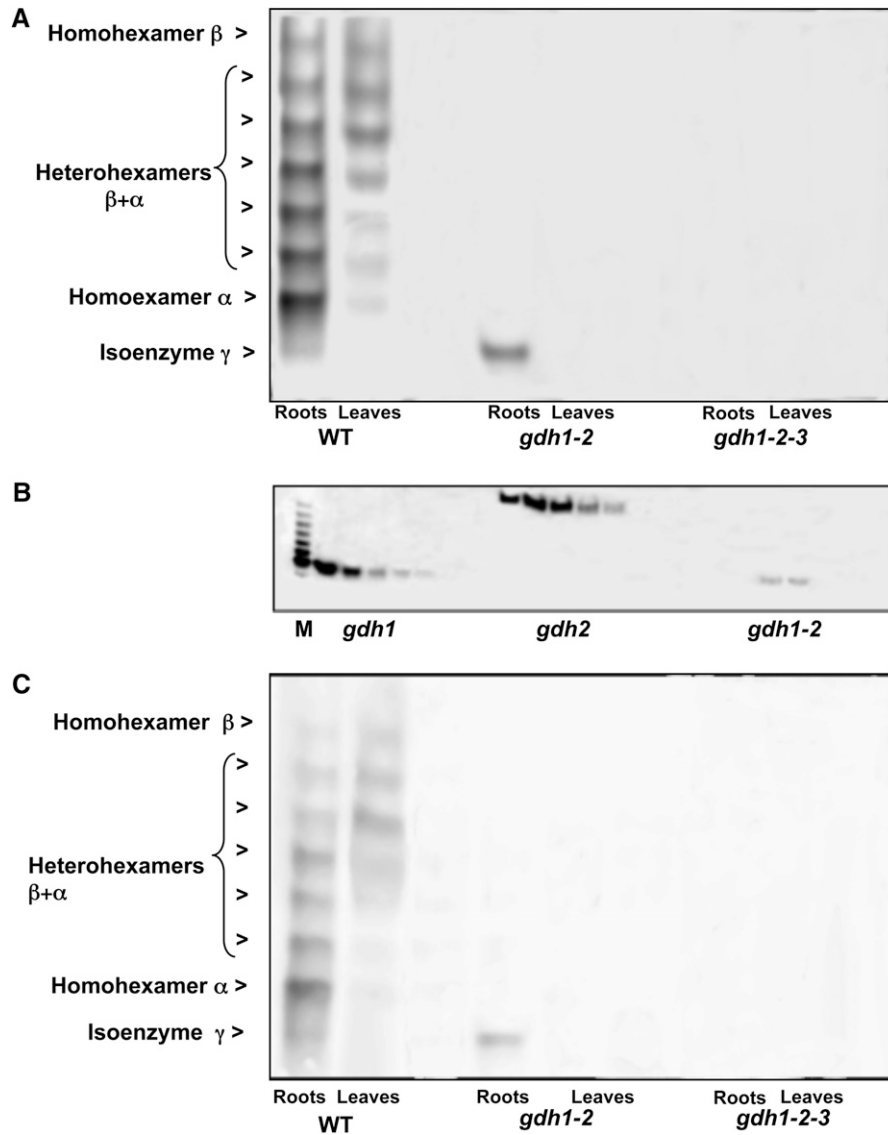 A
Homohexamer β >
>
>
Heterohexamers >
β+α
>
>
Homoexamer α >
Isoenzyme γ >
Roots Leaves Roots Leaves Roots Leaves
WT gdh1-2 gdh1-2-3
B
M gdh1 gdh2 gdh1-2
C
Homohexamer β >
>
>
Heterohexamers >
β+α
>
>
Homohexamer α >
Isoenzyme γ >
Roots Leaves Roots Leaves Roots Leaves
WT gdh1-2 gdh1-2-3